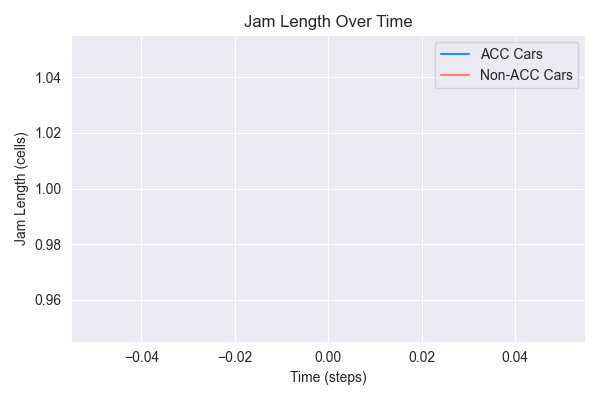 Jam Length Over Time
ACC Cars
Non-ACC Cars
Jam Length (cells)
1.04
1.02
1.00
0.98
0.96
−0.04
−0.02
0.00
0.02
0.04
Time (steps)